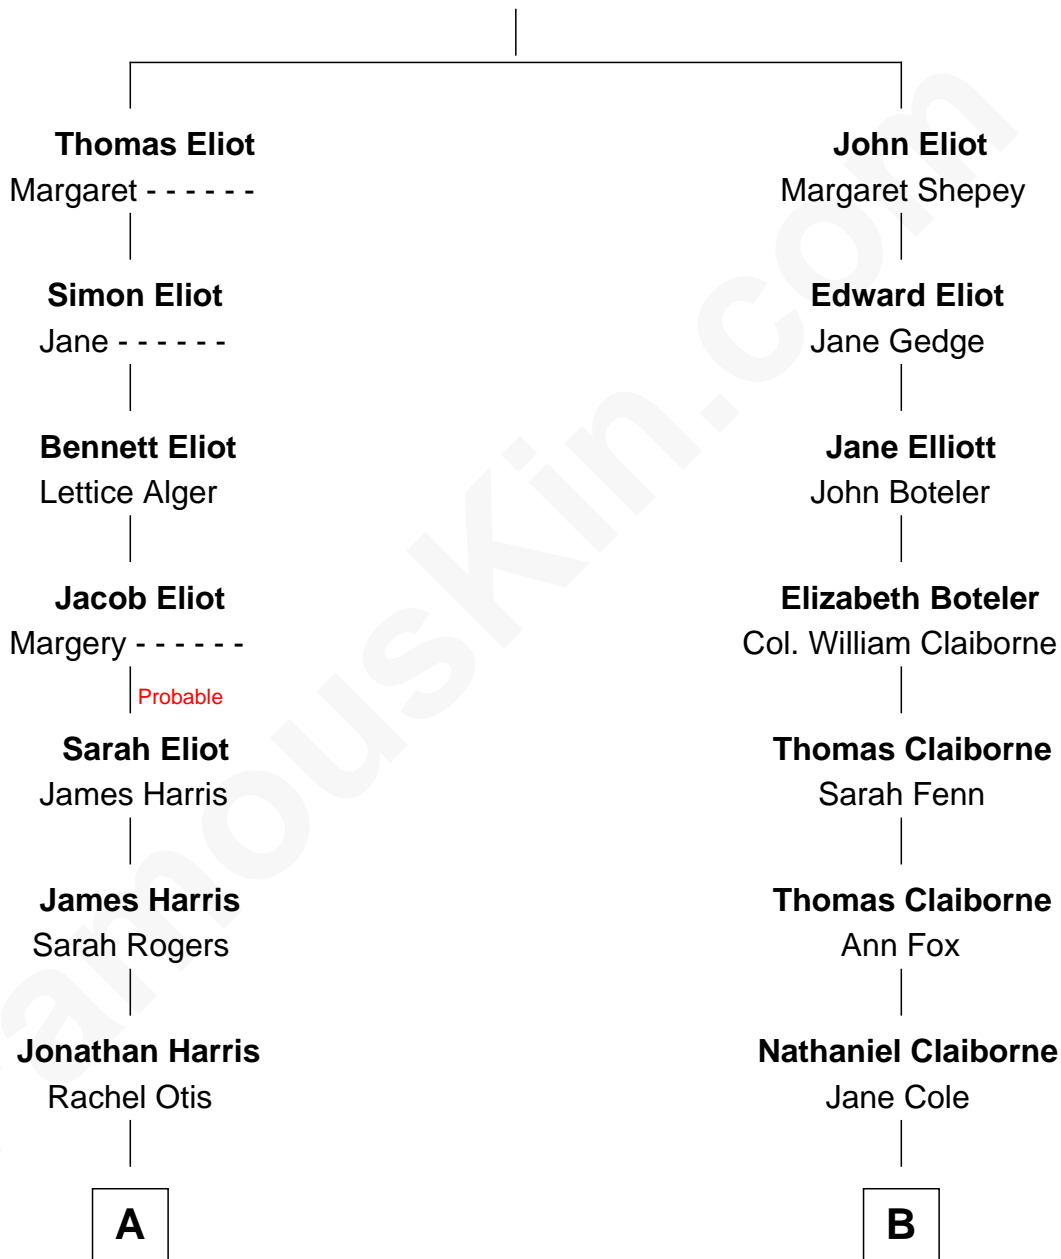 Thomas Eliot
Margaret - - - - - -
John Eliot
Margaret Shepey
Simon Eliot
Jane - - - - - -
Edward Eliot
Jane Gedge
Bennett Eliot
Lettice Alger
Jane Elliott
John Boteler
Jacob Eliot
Margery - - - - - -
Elizabeth Boteler
Col. William Claiborne
Probable
Sarah Eliot
James Harris
Thomas Claiborne
Sarah Fenn
James Harris
Sarah Rogers
Thomas Claiborne
Ann Fox
Jonathan Harris
Rachel Otis
Nathaniel Claiborne
Jane Cole
A
B
amousKin.com